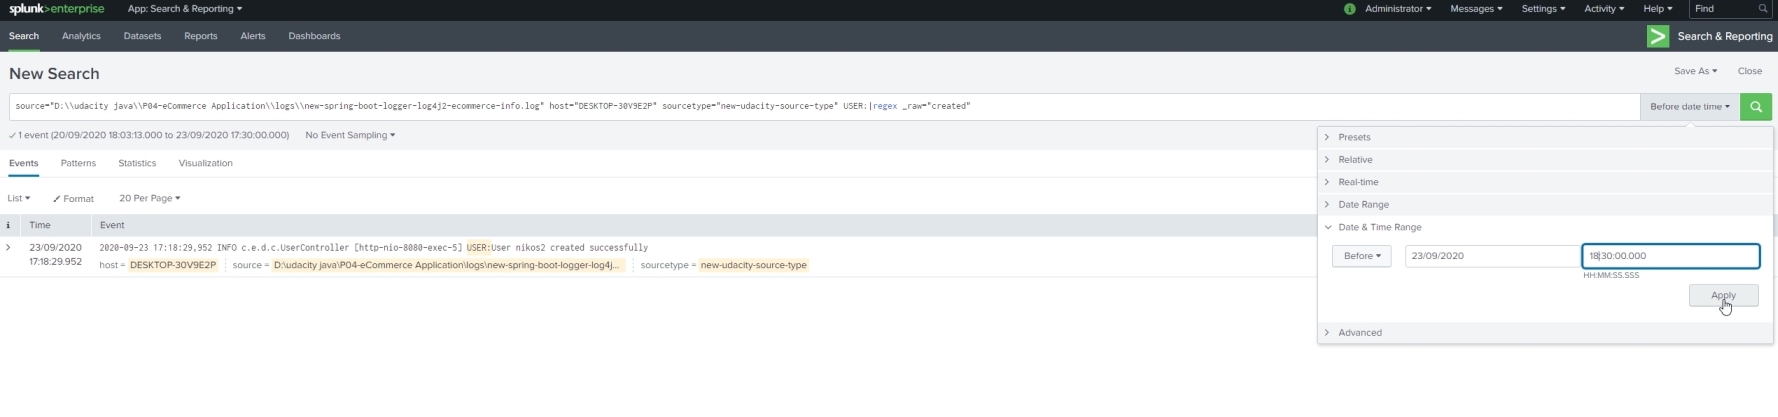 splunk>enterprise App: Search & Reporting i Administrator Messages Settings Activity Help Find
Search Analytics Datasets Reports Alerts Dashboards > Search & Reporting
New Search Save As Close
source="D:\\udacity java\\P04-eCommerce Application\\logs\\new-spring-boot-logger-log4j2-ecommerce-info.log" host="DESKTOP-30V9E2P" sourcetype="new-udacity-source-type" USER:|regex _raw="created" Before date time
✓ 1 event (20/09/2020 18:03:13.000 to 23/09/2020 17:30:00.000) No Event Sampling
Presets
Events Patterns Statistics Visualization
Relative
Real-time
List Format 20 Per Page
Date Range
i Time Event
Date & Time Range
23/09/2020 2020-09-23 17:18:29,952 INFO c.e.d.c.UserController [http-nio-8080-exec-5] USER:User nikos2 created successfully
17:18:29.952
Before 23/09/2020 18:30:00.000
host = DESKTOP-30V9E2P source = D:\udacity java\P04-eCommerce Application\logs\new-spring-boot-logger-log4j... sourcetype = new-udacity-source-type
HH:MM:SS.SSS
Apply
Advanced